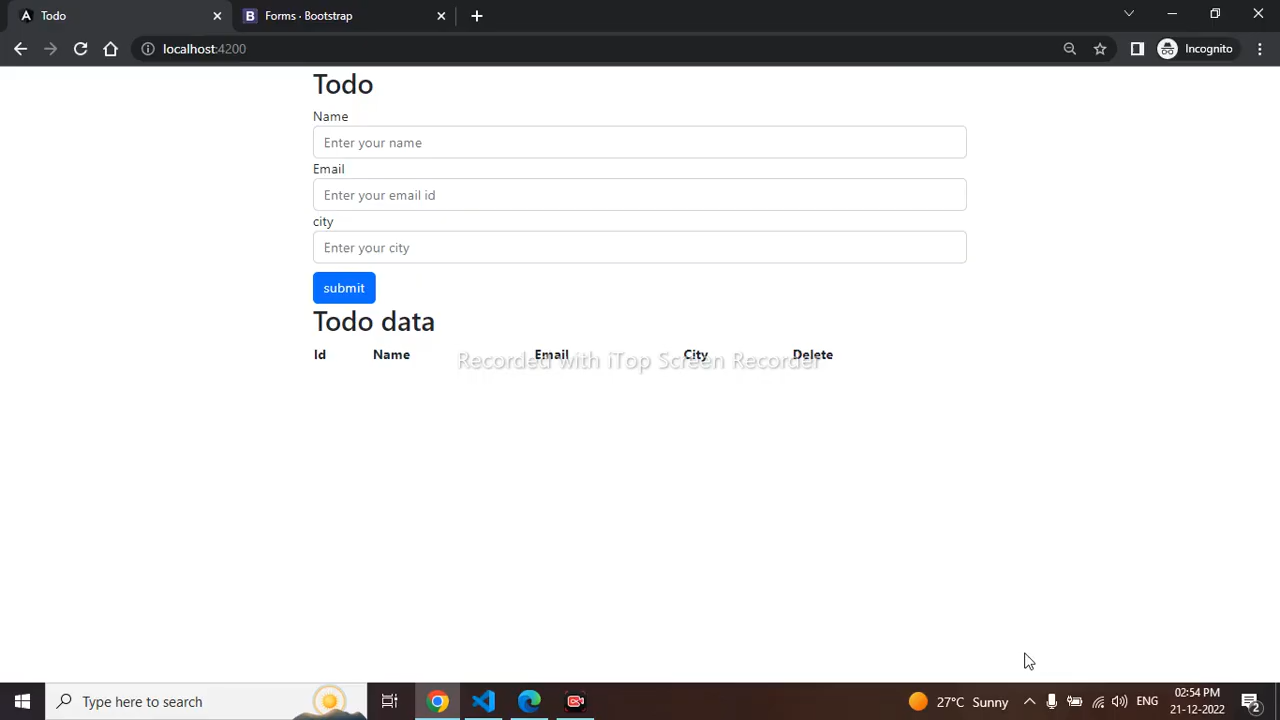 Todo
Forms · Bootstrap
localhost:4200
Incognito
Todo
Name
Enter your name
Email
Enter your email id
city
Enter your city
submit
Todo data
Id Name Email City Delete
Recorded with iTop Screen Recorder
Type here to search
27°C Sunny
ENG
02:54 PM
21-12-2022
2